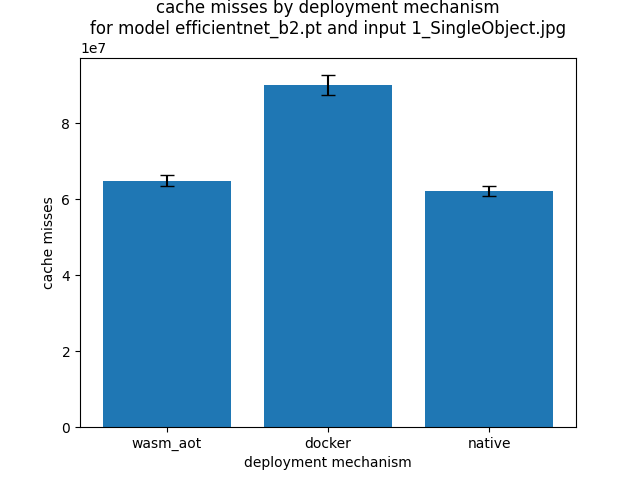 cache misses by deployment mechanism
for model efficientnet_b2.pt and input 1_SingleObject.jpg
1e7
8
6
4
2
0
cache misses
wasm_aot docker native
deployment mechanism